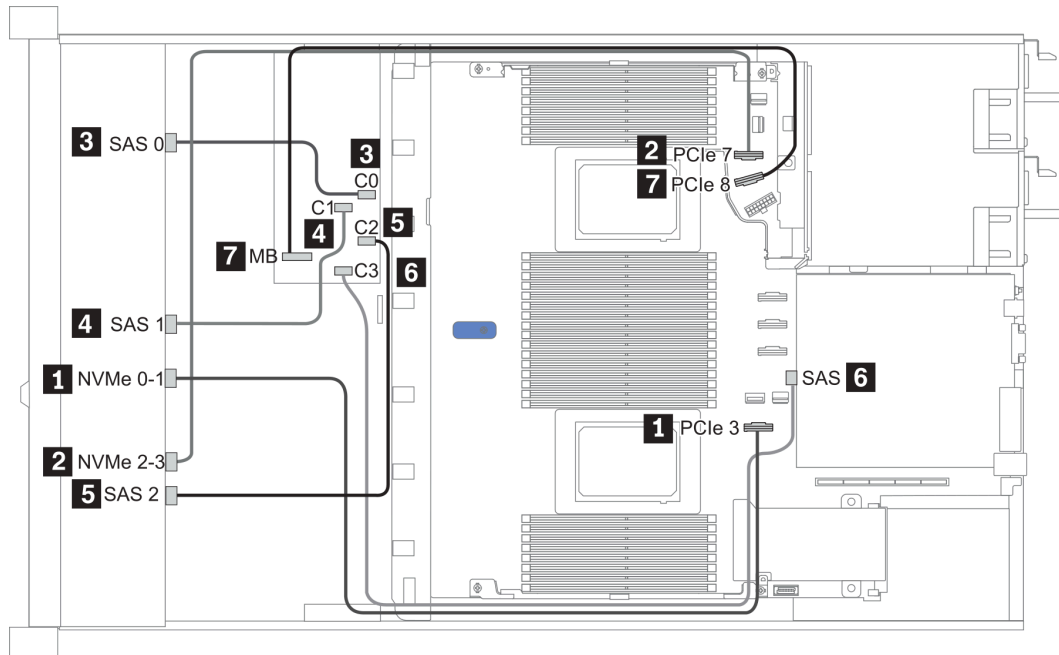 3 SAS 0
3
C0
C1
4
C2 5
7 MB
C3 6
2 PCIe 7
7 PCIe 8
4 SAS 1
1 NVMe 0-1
SAS 6
1 PCIe 3
2 NVMe 2-3
5 SAS 2